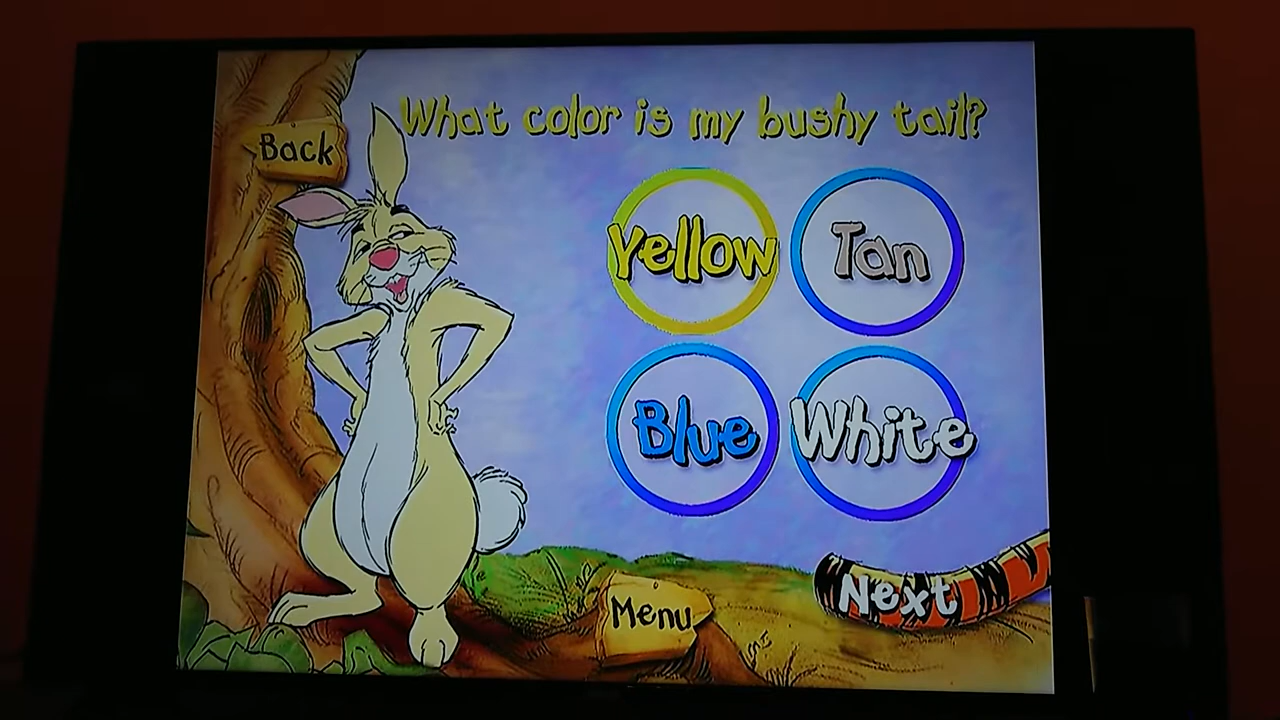 What color is my bushy tail?
Back
Yellow
Tan
Blue
White
Next
Menu